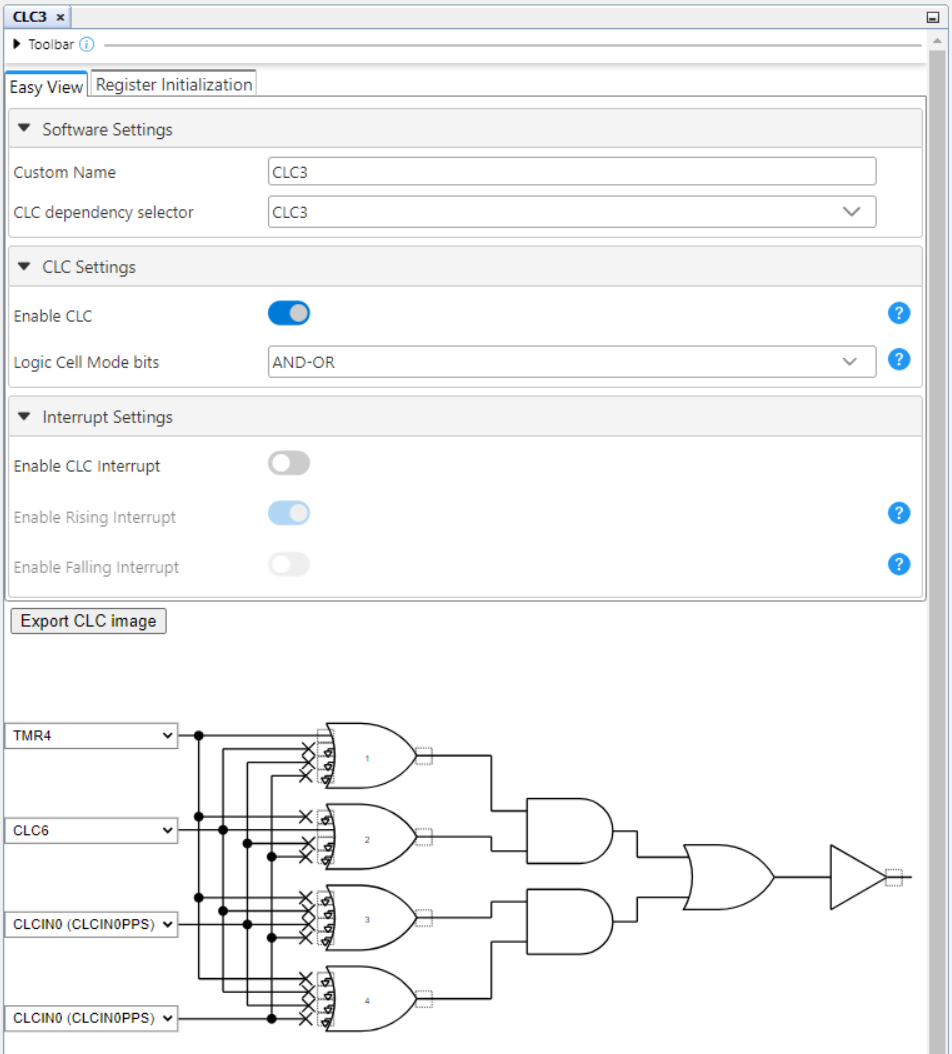 CLC3 ×
Toolbar
Easy View
Register Initialization
Software Settings
Custom Name
CLC3
CLC dependency selector
CLC3
CLC Settings
Enable CLC
?
Logic Cell Mode bits
AND-OR
?
Interrupt Settings
Enable CLC Interrupt
Enable Rising Interrupt
?
Enable Falling Interrupt
?
Export CLC image
TMR4
1
CLC6
2
CLCIN0 (CLCIN0PPS)
3
CLCIN0 (CLCIN0PPS)
4